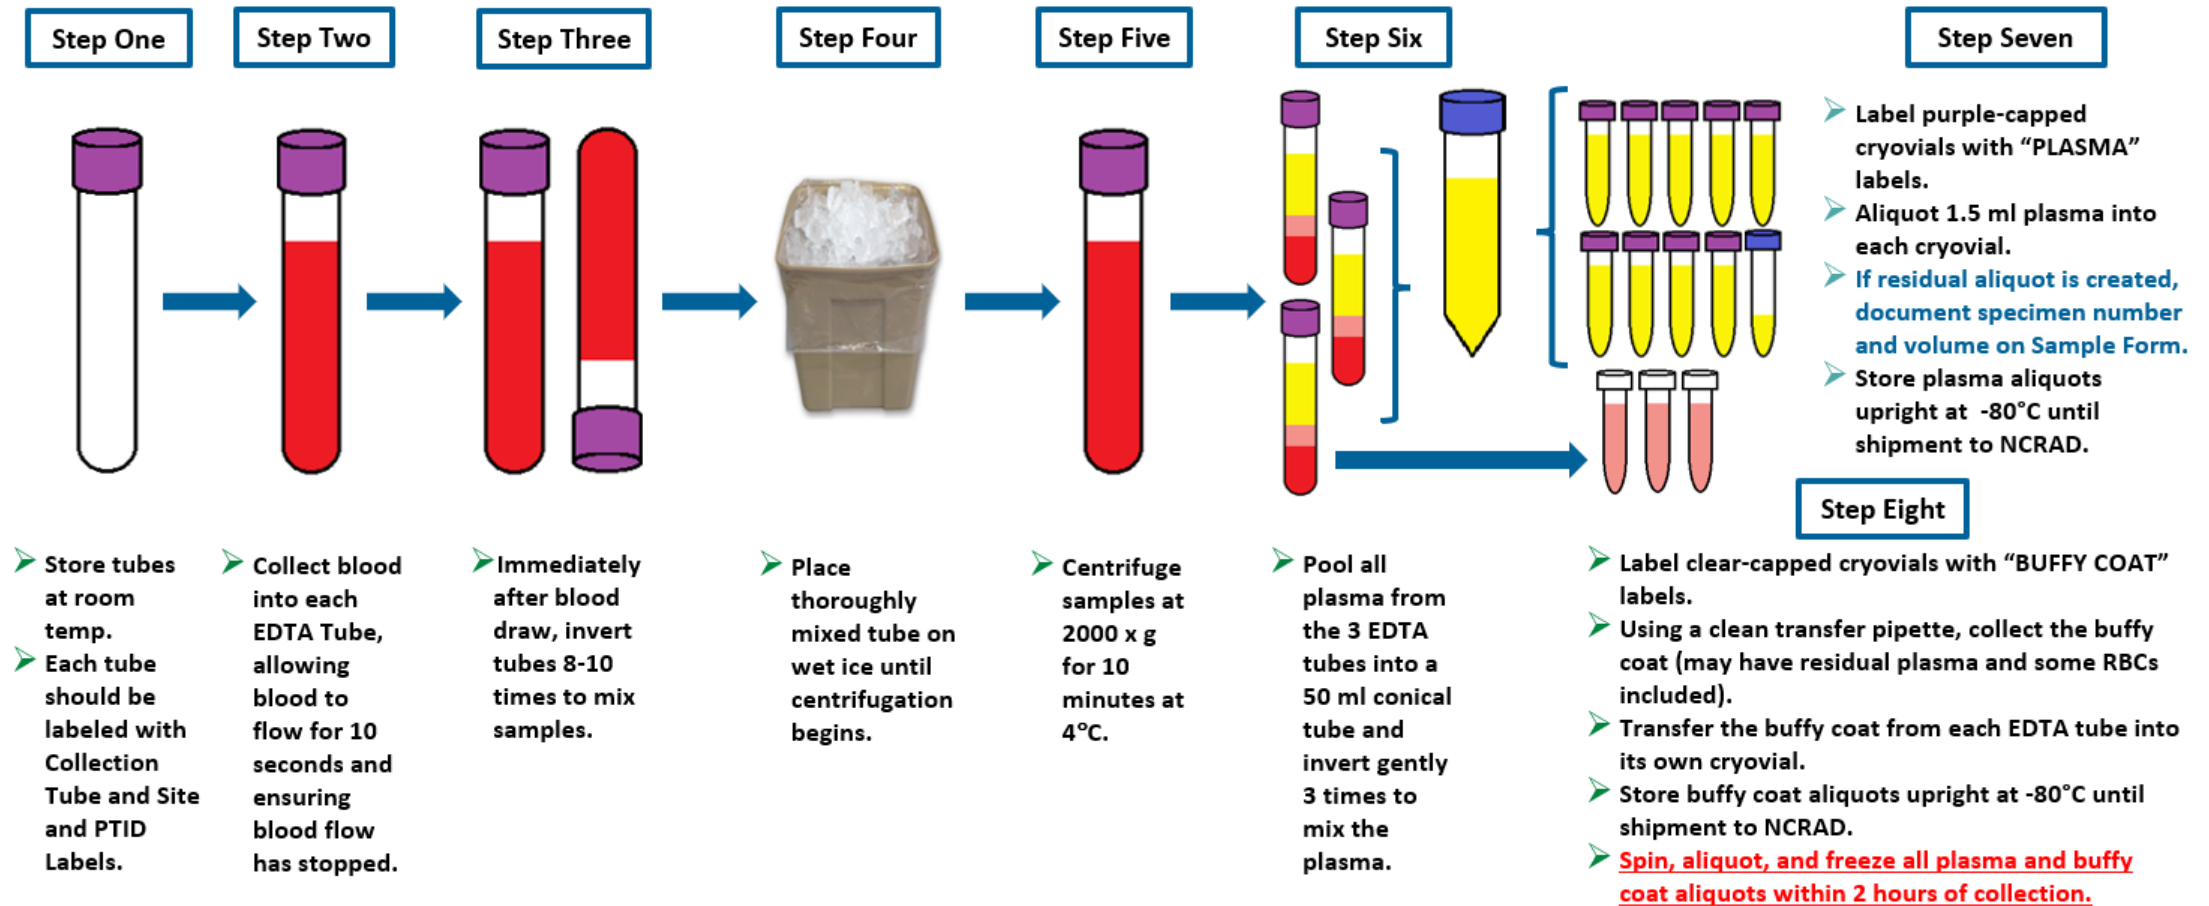 Step One
Store tubes
at room
temp.
Each tube
should be
labeled with
Collection
Tube and Site
and PTID
Labels.
Step Two
Collect blood
into each
EDTA Tube,
allowing
blood to
flow for 10
seconds and
ensuring
blood flow
has stopped.
Step Three
Immediately
after blood
draw, invert
tubes 8-10
times to mix
samples.
Step Four
Place
thoroughly
mixed tube on
wet ice until
centrifugation
begins.
Step Five
Centrifuge
samples at
2000 x g
for 10
minutes at
4°C.
Step Six
Pool all
plasma from
the 3 EDTA
tubes into a
50 ml conical
tube and
invert gently
3 times to
mix the
plasma.
Step Seven
Label purple-capped
cryovials with “PLASMA”
labels.
Aliquot 1.5 ml plasma into
each cryovial.
If residual aliquot is created,
document specimen number
and volume on Sample Form.
Store plasma aliquots
upright at -80°C until
shipment to NCRAD.
Step Eight
Label clear-capped cryovials with “BUFFY COAT”
labels.
Using a clean transfer pipette, collect the buffy
coat (may have residual plasma and some RBCs
included).
Transfer the buffy coat from each EDTA tube into
its own cryovial.
Store buffy coat aliquots upright at -80°C until
shipment to NCRAD.
Spin, aliquot, and freeze all plasma and buffy
coat aliquots within 2 hours of collection.